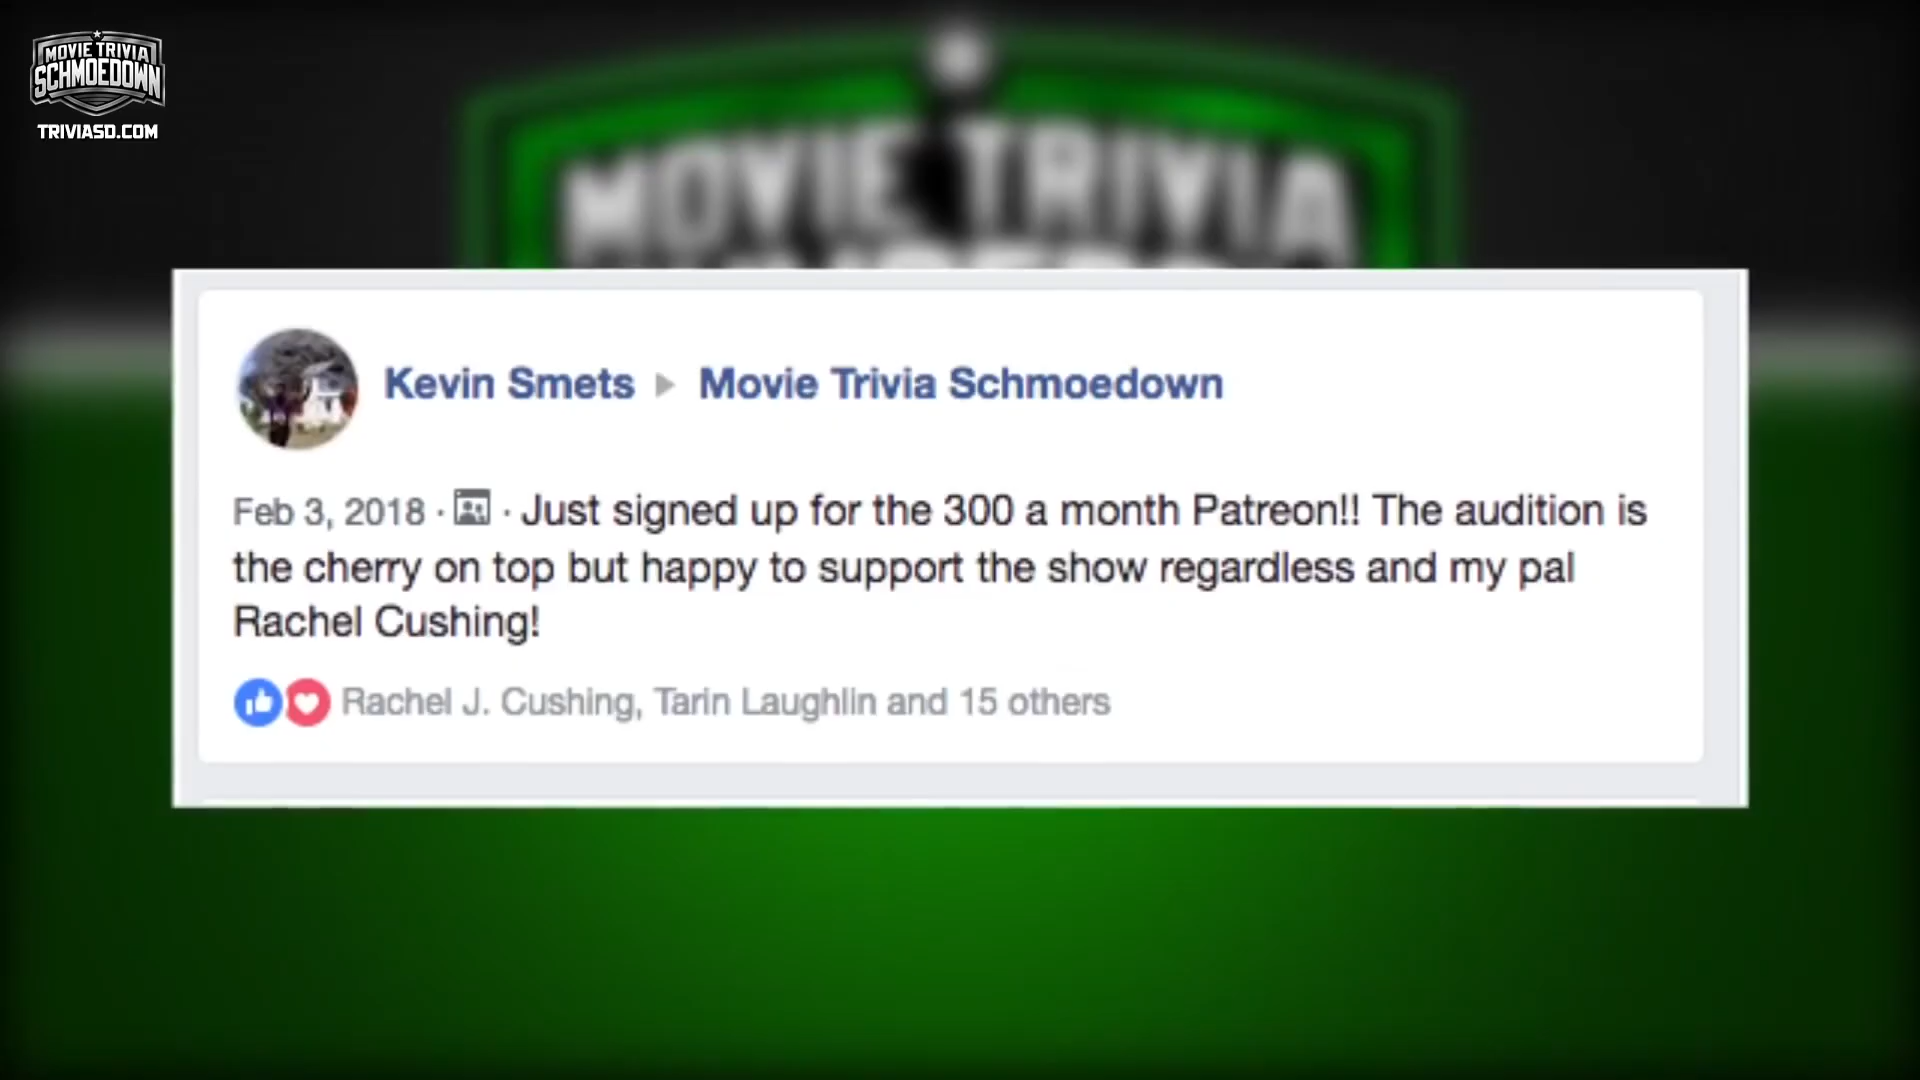 MOVIE TRIVIA
SCHMOEDOWN
TRIVIASD.COM
MOVIE TRIVIA
Kevin Smets ▸ Movie Trivia Schmoedown
Feb 3, 2018 · · Just signed up for the 300 a month Patreon!! The audition is
the cherry on top but happy to support the show regardless and my pal
Rachel Cushing!
Rachel J. Cushing, Tarin Laughlin and 15 others